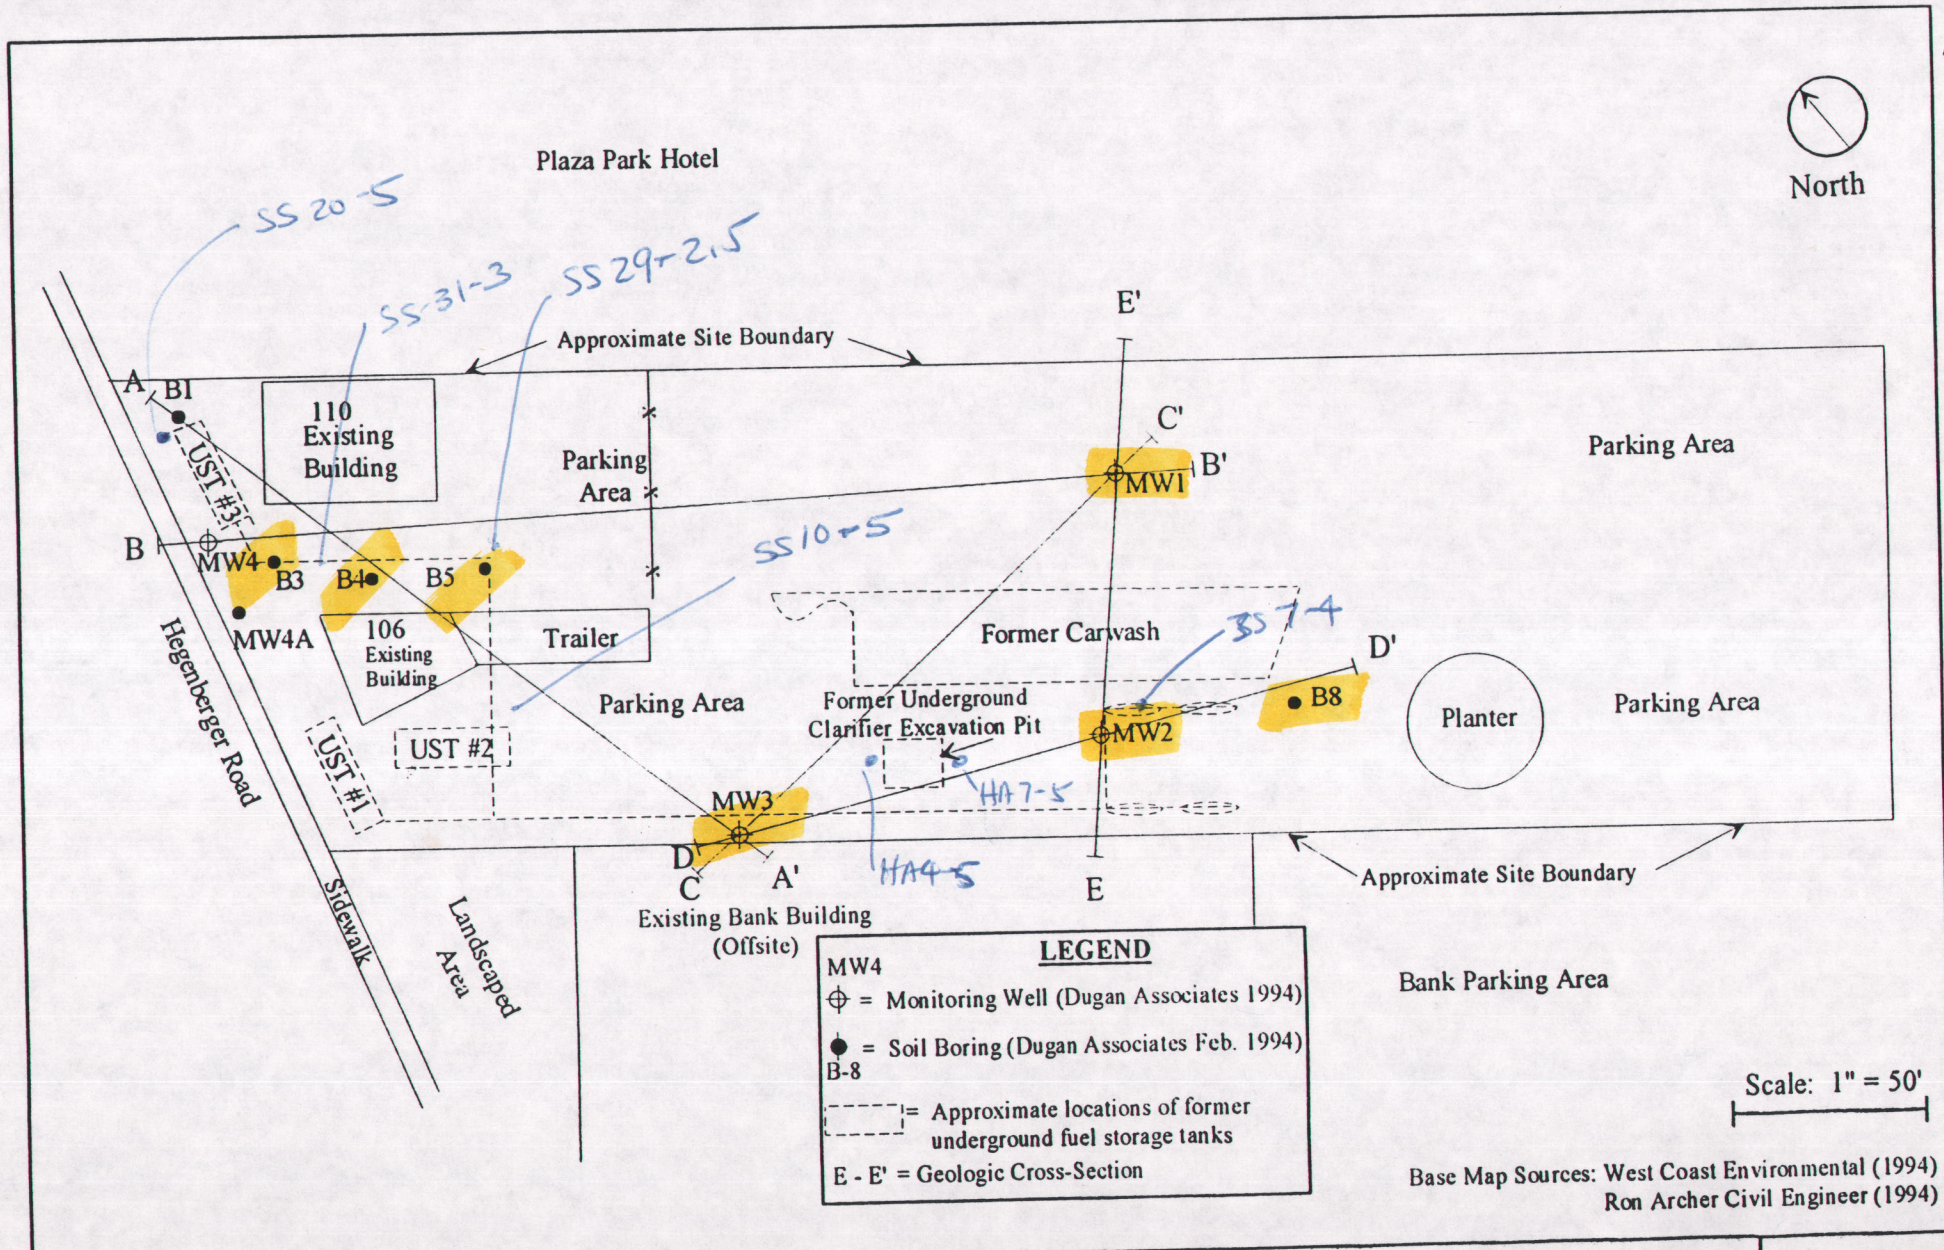 Plaza Park Hotel
North
SS 20-5
SS-31-3
SS29-2.5
E'
Approximate Site Boundary
A
B1
110
Existing
Building
Parking
Area
C'
B'
MW1
Parking Area
UST #3
B
MW4
B3
B4
B5
SS10-5
MW4A
106
Existing
Building
Trailer
Former Carwash
SS7-4
D'
Hegenberger Road
Parking Area
Former Underground
Clarifier Excavation Pit
MW2
B8
Planter
Parking Area
UST #1
UST #2
MW3
HA7-5
D
C
A'
HA4-5
E
Approximate Site Boundary
Sidewalk
Landscaped
Area
Existing Bank Building
(Offsite)
Bank Parking Area
LEGEND
MW4
= Monitoring Well (Dugan Associates 1994)
= Soil Boring (Dugan Associates Feb. 1994)
B-8
= Approximate locations of former
underground fuel storage tanks
E - E' = Geologic Cross-Section
Scale: 1" = 50'
Base Map Sources: West Coast Environmental (1994)
Ron Archer Civil Engineer (1994)